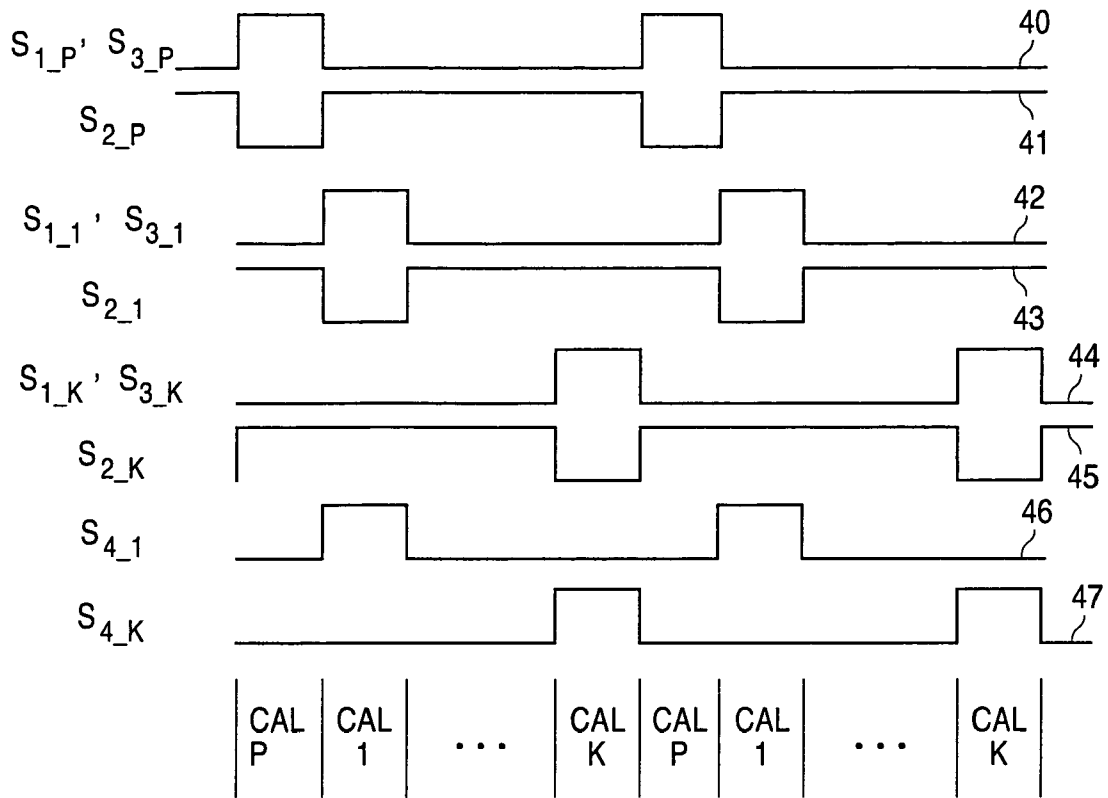 S1_P, S3_P
40
S2_P
41
S1_1, S3_1
42
S2_1
43
S1_K, S3_K
44
S2_K
45
S4_1
46
S4_K
47
CAL P
CAL 1
...
CAL K
CAL P
CAL 1
...
CAL K